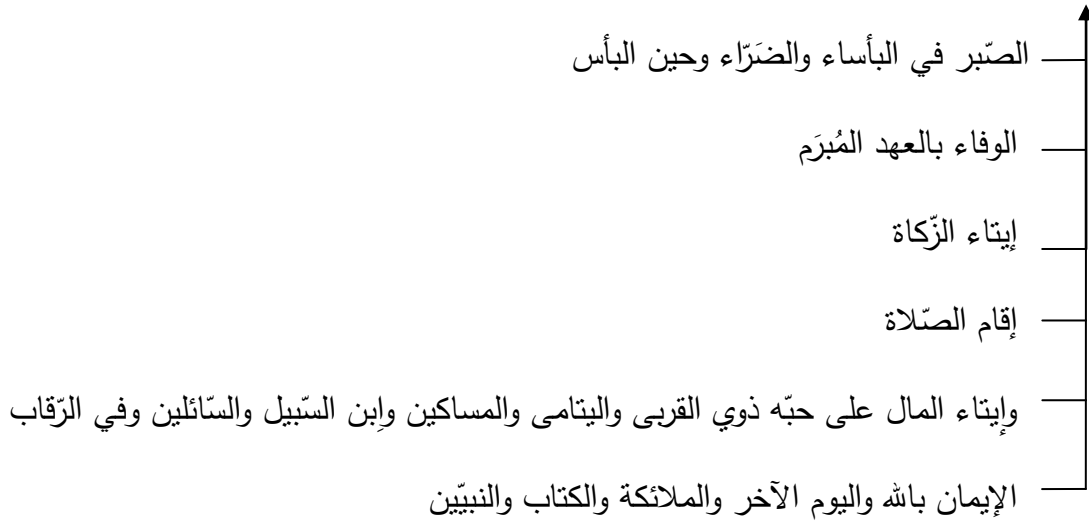 الصّبر في البأساء والضَرّاء وحين البأس
الوفاء بالعهد المُبرَم
إيتاء الزّكاة
إقام الصّلاة
وإيتاء المال على حبّه ذوي القربى واليتامى والمساكين وابن السّبيل والسّائلين وفي الرّقاب
الإيمان بالله واليوم الآخر والملائكة والكتاب والنبيّين